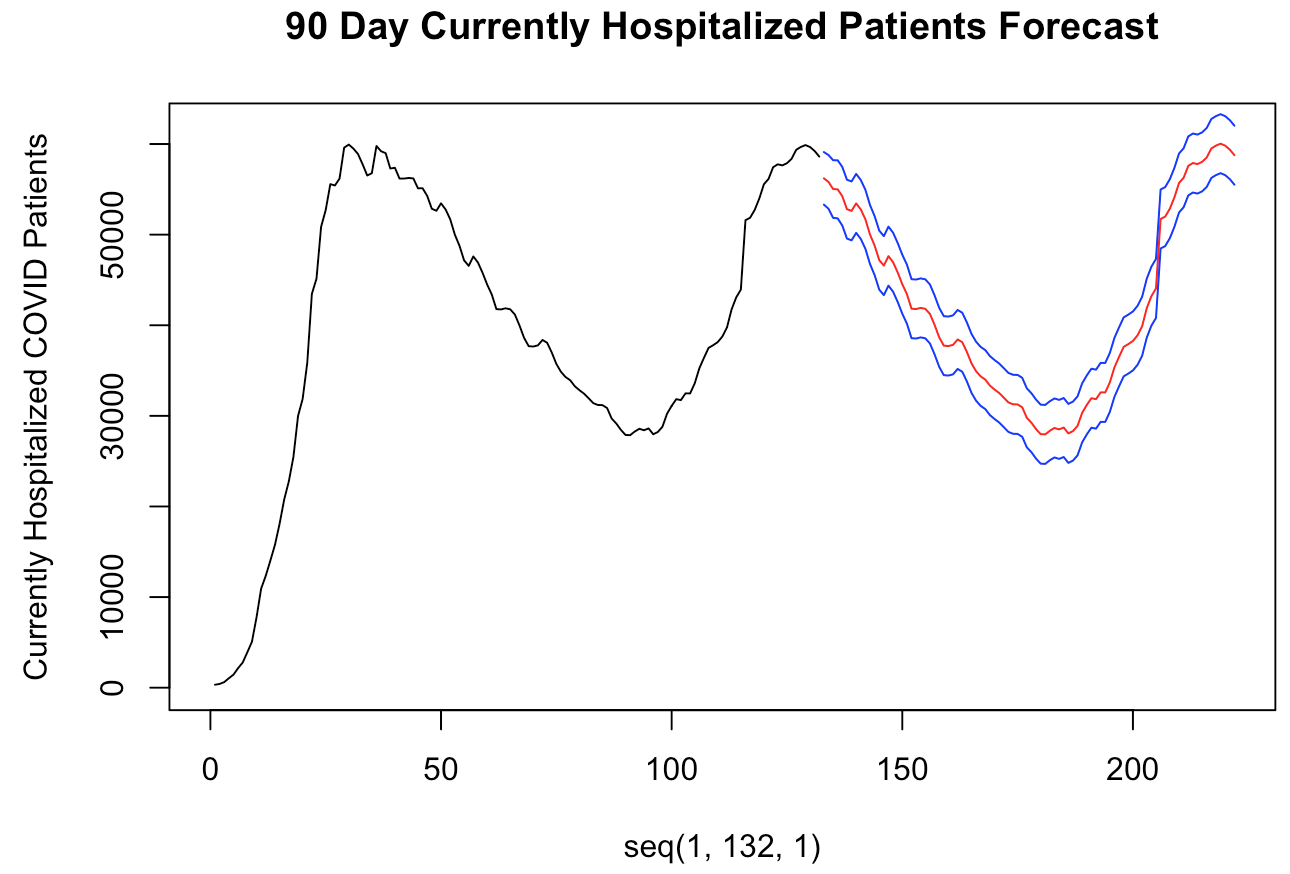 90 Day Currently Hospitalized Patients Forecast
Currently Hospitalized COVID Patients
50000
30000
10000
0
0 50 100 150 200
seq(1, 132, 1)